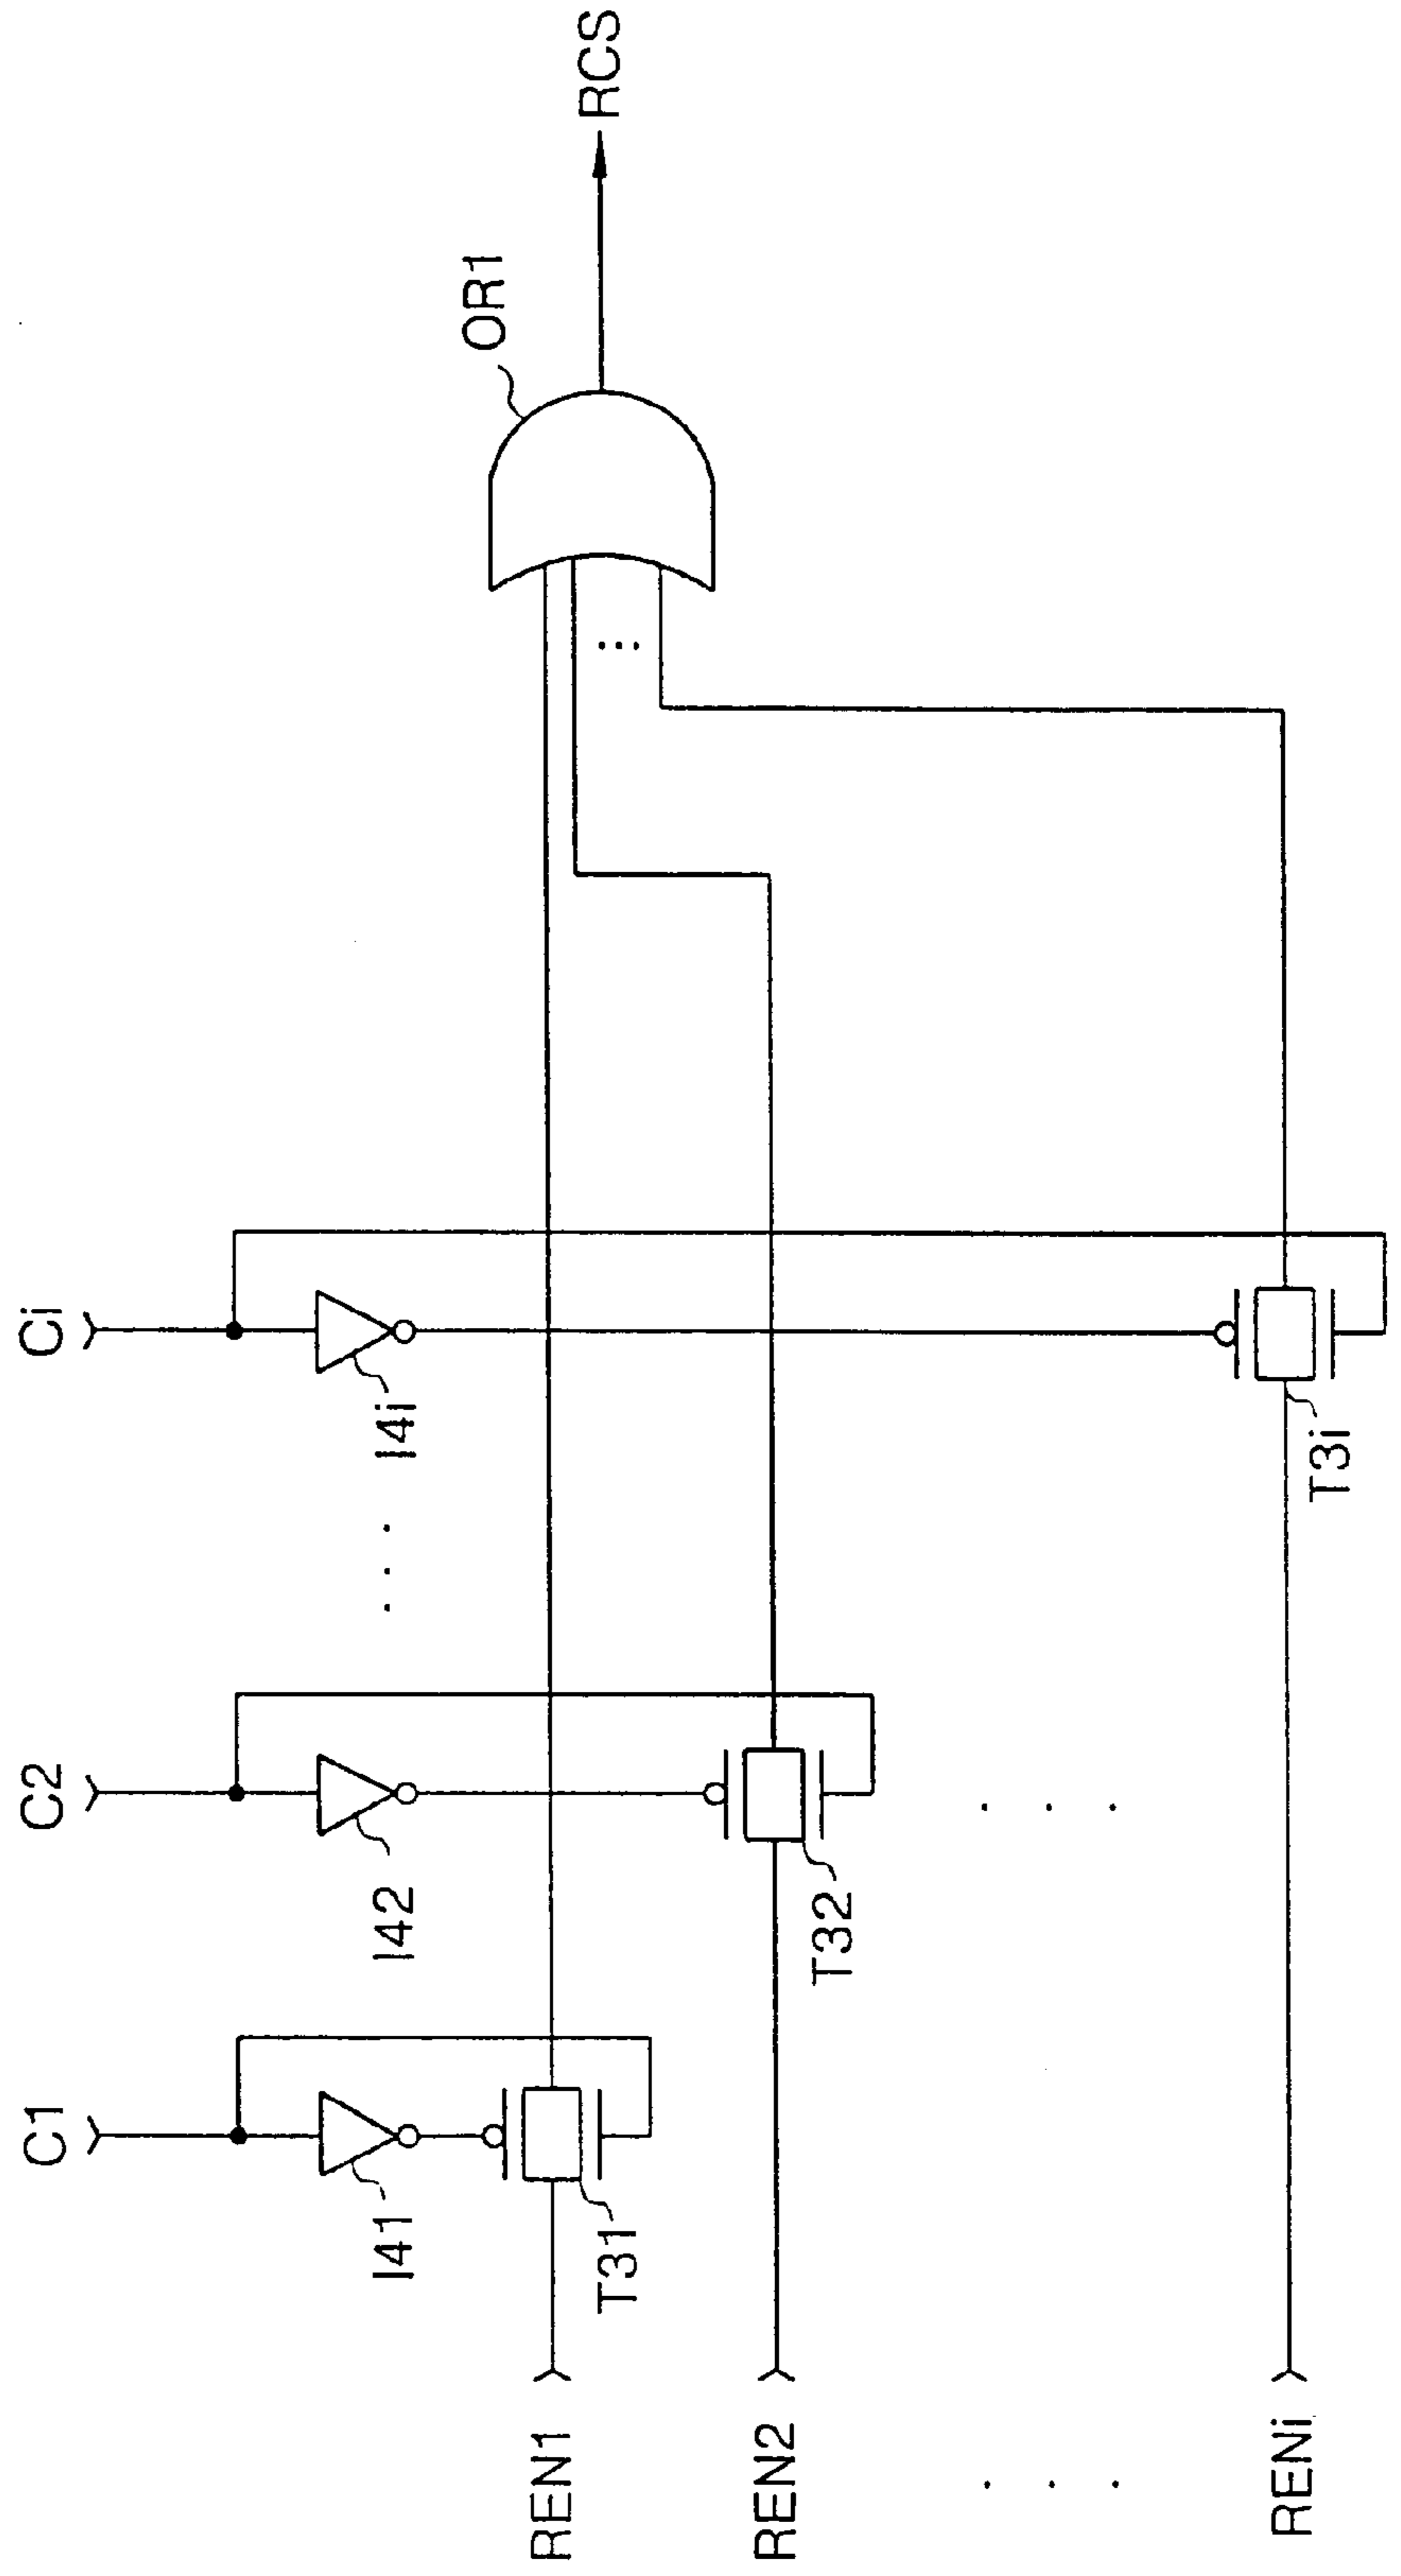 C1
C2
Ci
I41
I42
. . .
I4i
OR1
RCS
REN1
T31
REN2
T32
. . .
. . .
RENi
T3i